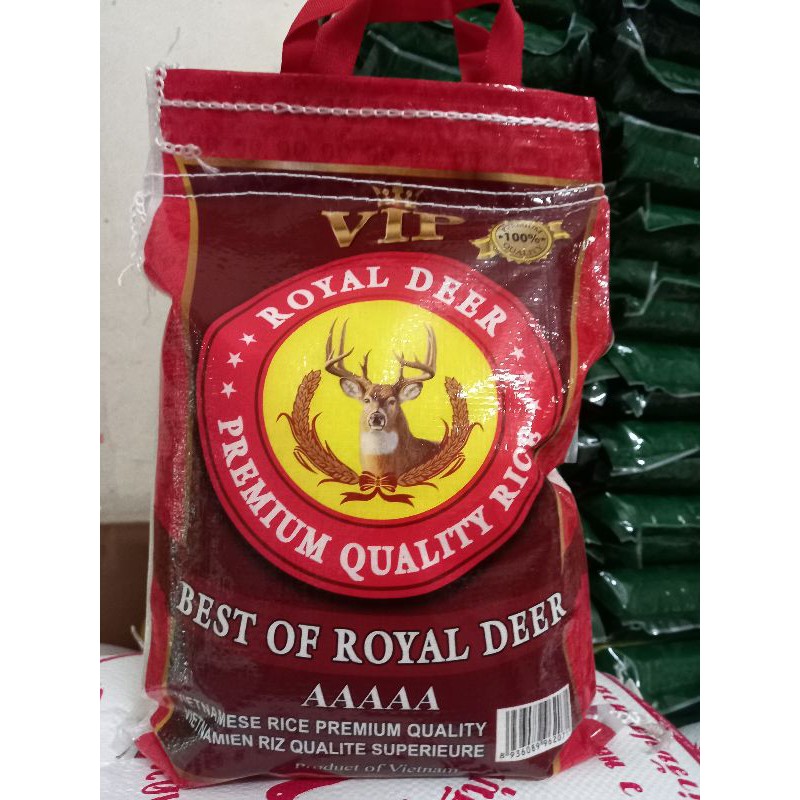 VIP
100%
QUALITY
ROYAL DEER
PREMIUM QUALITY RICE
BEST OF ROYAL DEER
AAAAA
VIETNAMESE RICE PREMIUM QUALITY
VIETNAMIEN RIZ QUALITE SUPERIEURE
Product of Vietnam